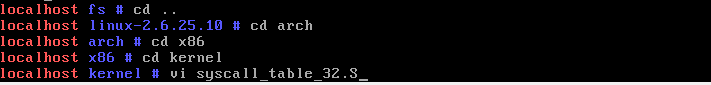 localhost fs # cd ..
localhost linux-2.6.25.10 # cd arch
localhost arch # cd x86
localhost x86 # cd kernel
localhost kernel # vi syscall_table_32.S_